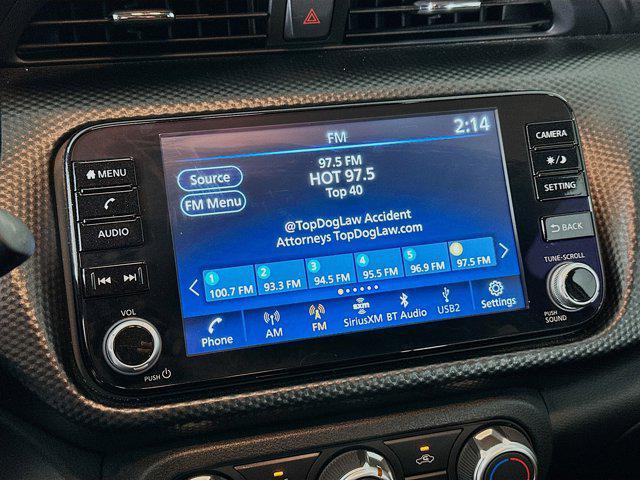 FM
2:14
97.5 FM
HOT 97.5
Top 40
Source
FM Menu
@TopDogLaw Accident
Attorneys TopDogLaw.com
1 100.7 FM
2 93.3 FM
3 94.5 FM
4 95.5 FM
5 96.9 FM
6 97.5 FM
Phone
AM
FM
sxm
SiriusXM
BT Audio
USB2
Settings
MENU
AUDIO
VOL
PUSH
CAMERA
SETTING
BACK
TUNE·SCROLL
PUSH
SOUND